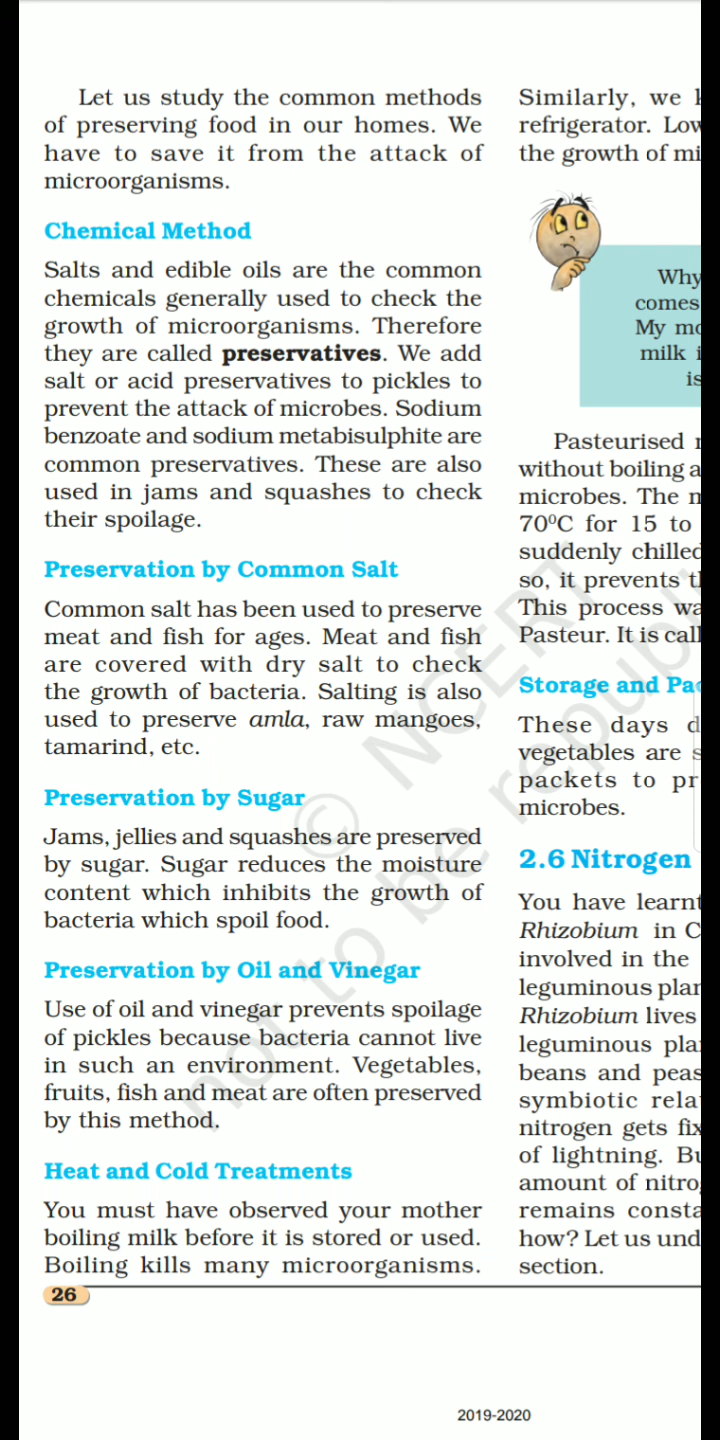 Let us study the common methods
of preserving food in our homes. We
have to save it from the attack of
microorganisms.
Chemical Method
Salts and edible oils are the common
chemicals generally used to check the
growth of microorganisms. Therefore
they are called preservatives. We add
salt or acid preservatives to pickles to
prevent the attack of microbes. Sodium
benzoate and sodium metabisulphite are
common preservatives. These are also
used in jams and squashes to check
their spoilage.
Preservation by Common Salt
Common salt has been used to preserve
meat and fish for ages. Meat and fish
are covered with dry salt to check
the growth of bacteria. Salting is also
used to preserve amla, raw mangoes,
tamarind, etc.
Preservation by Sugar
Jams, jellies and squashes are preserved
by sugar. Sugar reduces the moisture
content which inhibits the growth of
bacteria which spoil food.
Preservation by Oil and Vinegar
Use of oil and vinegar prevents spoilage
of pickles because bacteria cannot live
in such an environment. Vegetables,
fruits, fish and meat are often preserved
by this method.
Heat and Cold Treatments
You must have observed your mother
boiling milk before it is stored or used.
Boiling kills many microorganisms.
26
Similarly, we
refrigerator.
the growth of
Why
comes
My
milk
is
Pasteurised
without boiling
microbes. The
70⁰C for 15 to
suddenly chilled
so, it prevents
This process
Pasteur. It is
Storage and
These days
vegetables are
packets to
microbes.
2.6 Nitrogen
You have learnt
Rhizobium in
involved in the
leguminous
Rhizobium lives
leguminous
beans and peas
symbiotic
nitrogen gets
of lightning.
amount of
remains
how? Let us
section.
© NCERT
not to be
2019-2020